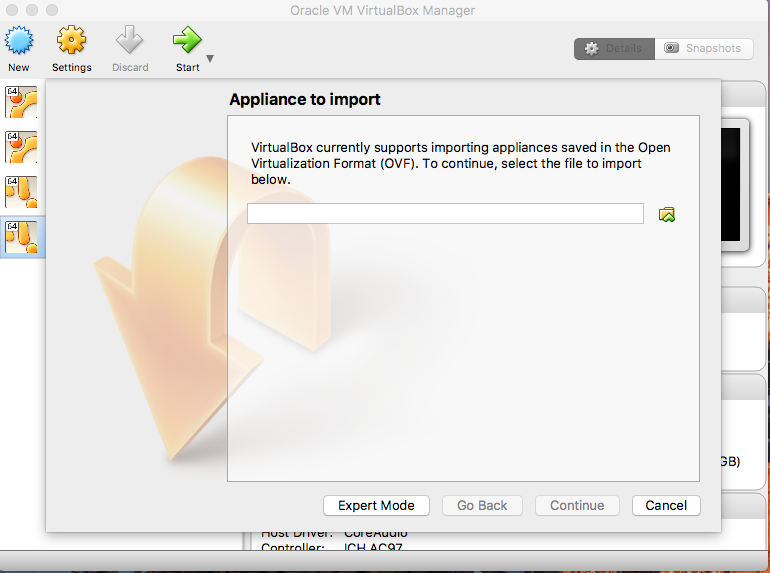 Oracle VM VirtualBox Manager
New
Settings
Discard
Start
Details
Snapshots
64
64
64
64
Appliance to import
VirtualBox currently supports importing appliances saved in the Open
Virtualization Format (OVF). To continue, select the file to import
below.
GB)
Expert Mode
Go Back
Continue
Cancel
Host Driver: CoreAudio
Controller: ICH AC97